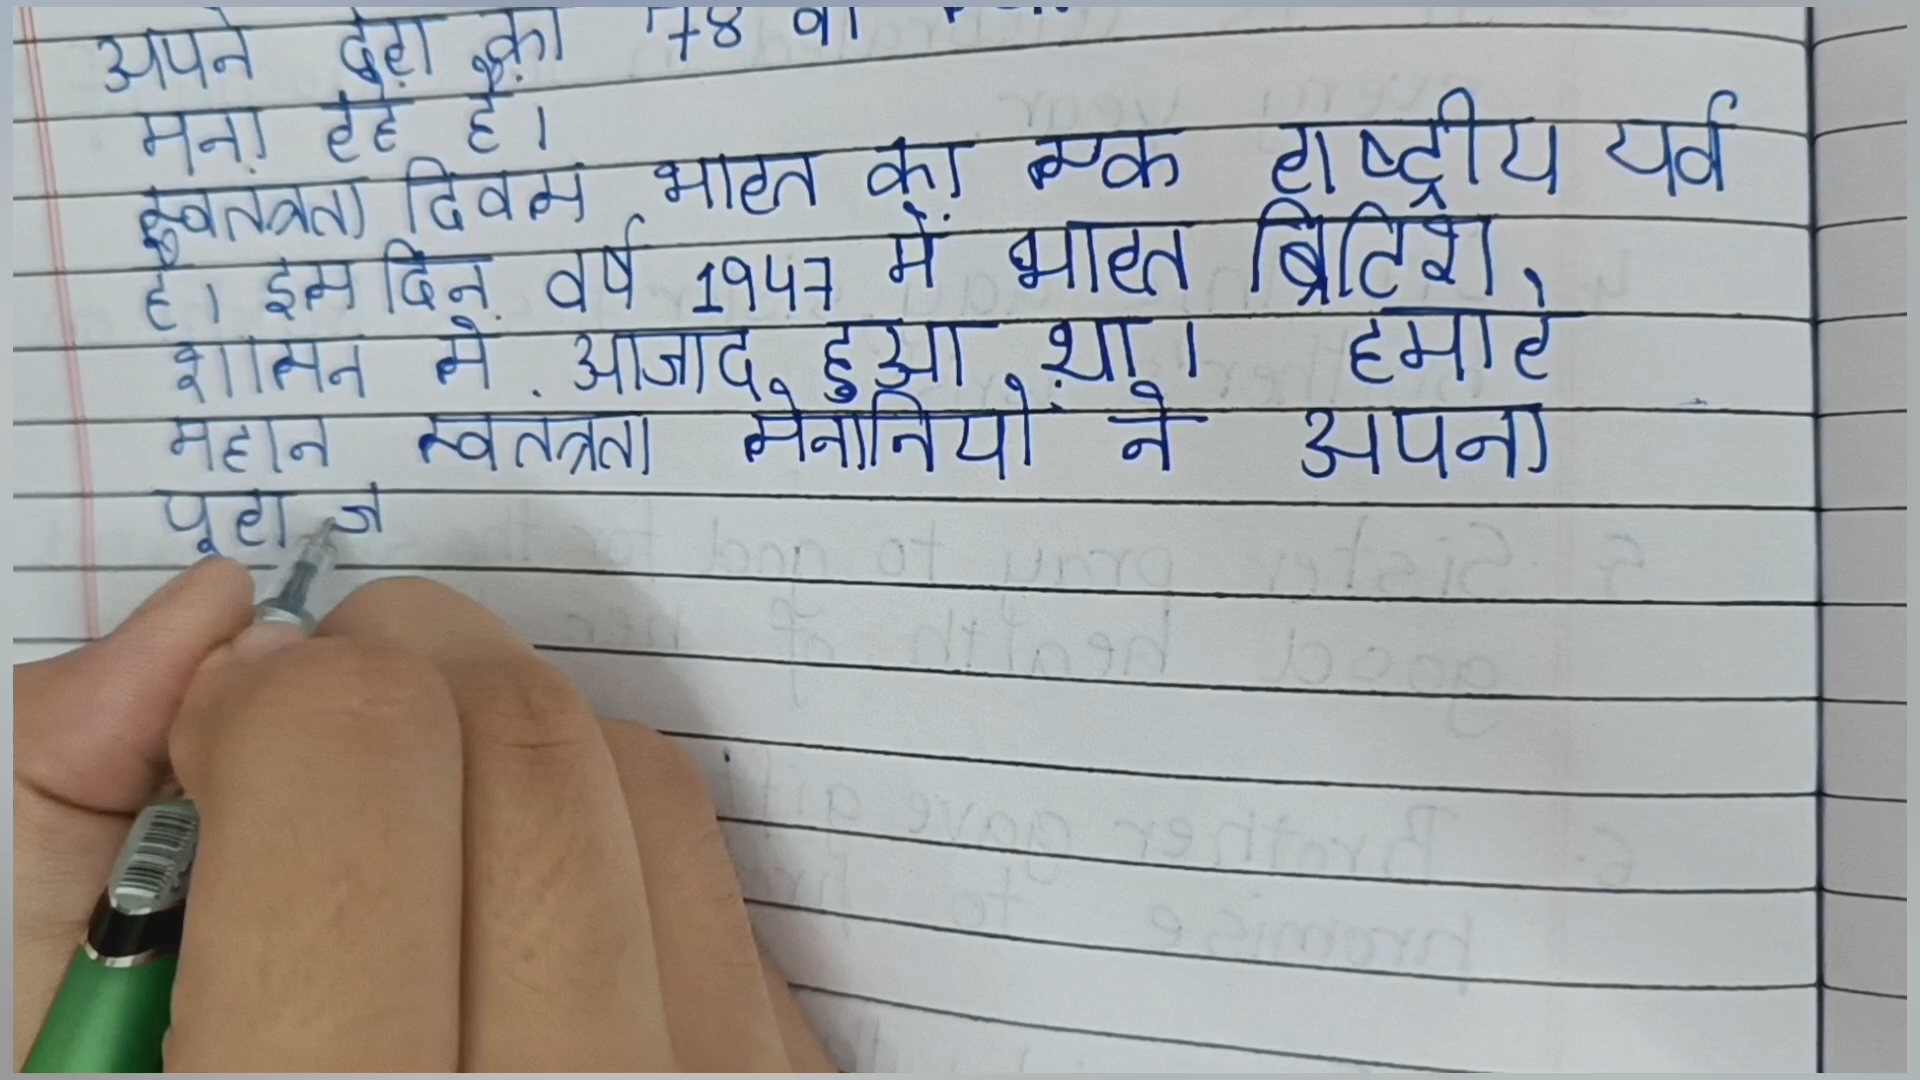 अपने देश का 78 वां
मना रहे हैं।
स्वतंत्रता दिवस भारत का एक राष्ट्रीय पर्व
है। इस दिन वर्ष 1947 में भारत ब्रिटिश
शासन से आजाद हुआ था। हमारे
महान स्वतंत्रता सेनानियों ने अपना
पूरा ज